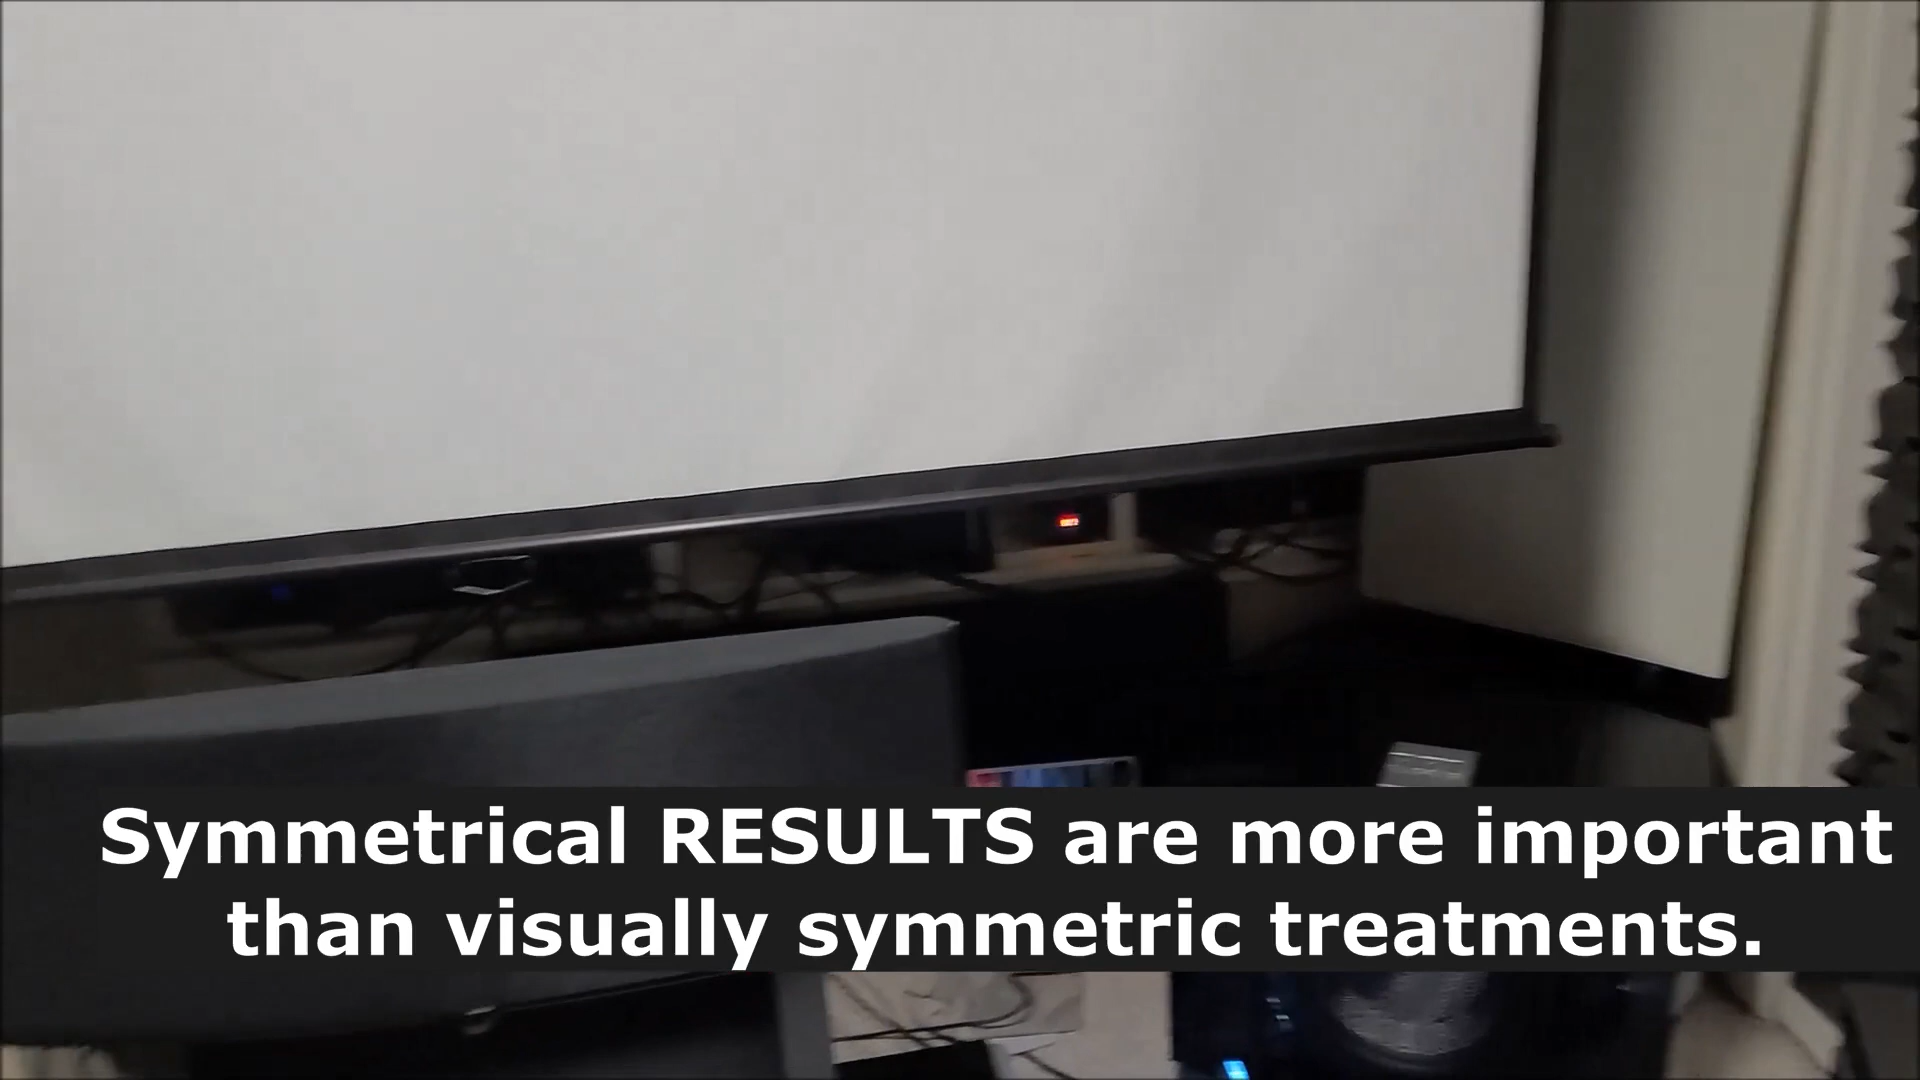 Symmetrical RESULTS are more important
than visually symmetric treatments.